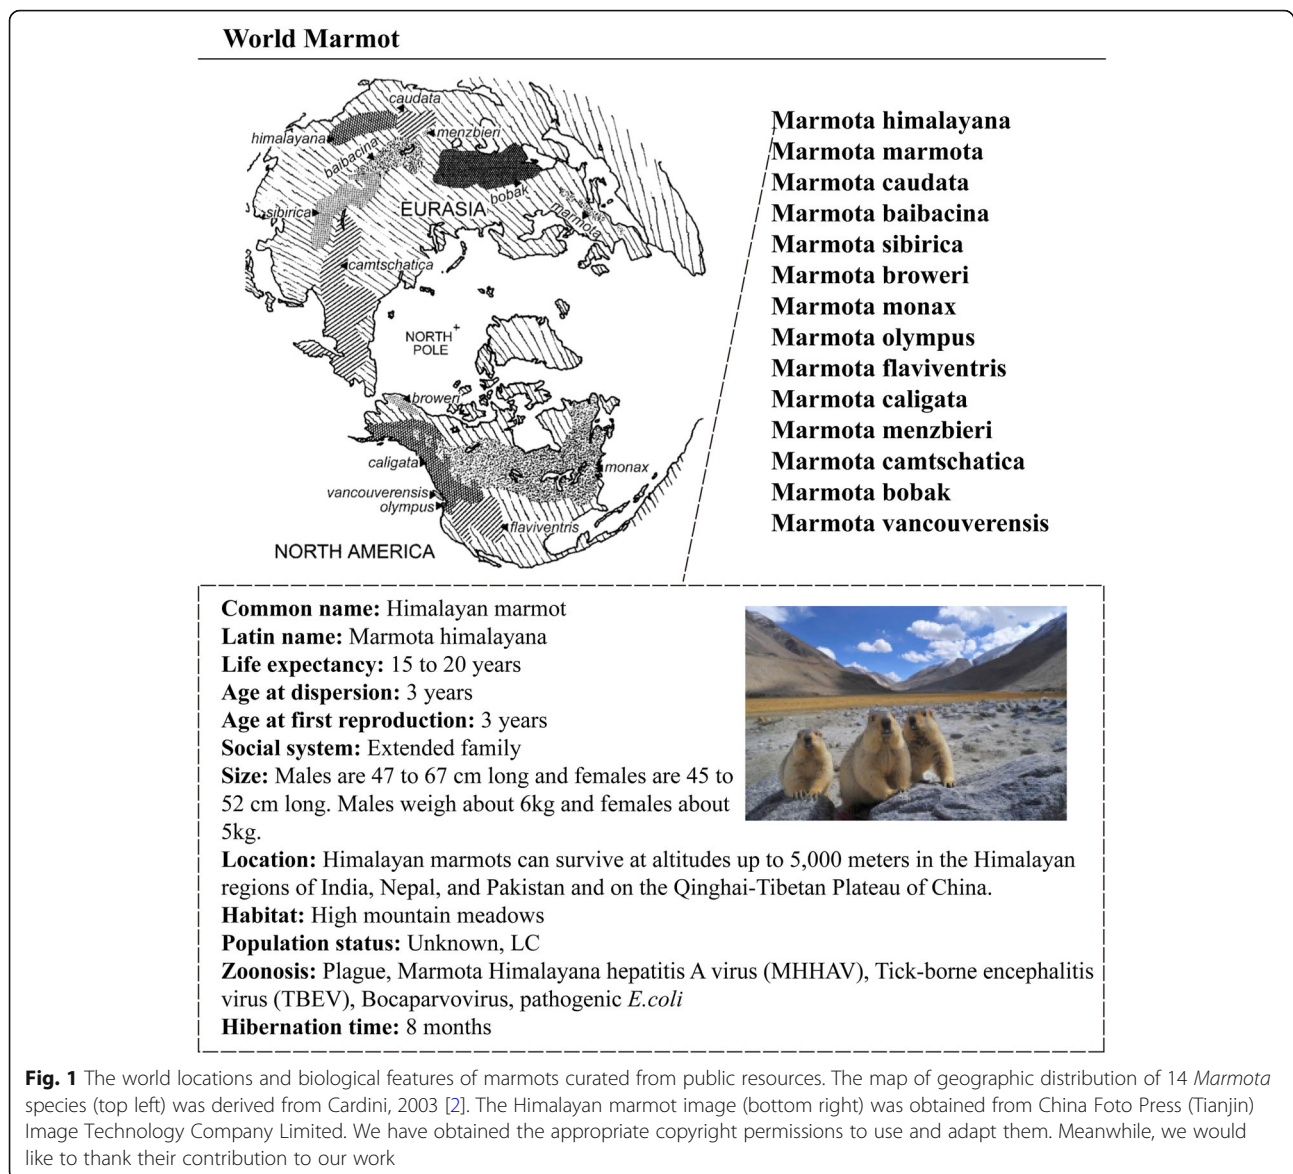 World Marmot
caudata
himalayana
menzbieri
baibacina
bobak
sibirica
EURASIA
marmota
camtschatica
NORTH +
POLE
broweri
caligata
monax
vancouverensis
olympus
flaviventris
NORTH AMERICA
Marmota himalayana
Marmota marmota
Marmota caudata
Marmota baibacina
Marmota sibirica
Marmota broweri
Marmota monax
Marmota olympus
Marmota flaviventris
Marmota caligata
Marmota menzbieri
Marmota camtschatica
Marmota bobak
Marmota vancouverensis
Common name: Himalayan marmot
Latin name: Marmota himalayana
Life expectancy: 15 to 20 years
Age at dispersion: 3 years
Age at first reproduction: 3 years
Social system: Extended family
Size: Males are 47 to 67 cm long and females are 45 to
52 cm long. Males weigh about 6kg and females about
5kg.
Location: Himalayan marmots can survive at altitudes up to 5,000 meters in the Himalayan
regions of India, Nepal, and Pakistan and on the Qinghai-Tibetan Plateau of China.
Habitat: High mountain meadows
Population status: Unknown, LC
Zoonosis: Plague, Marmota Himalayana hepatitis A virus (MHHAV), Tick-borne encephalitis
virus (TBEV), Bocaparvovirus, pathogenic E.coli
Hibernation time: 8 months
Fig. 1 The world locations and biological features of marmots curated from public resources. The map of geographic distribution of 14 Marmota
species (top left) was derived from Cardini, 2003 [2]. The Himalayan marmot image (bottom right) was obtained from China Foto Press (Tianjin)
Image Technology Company Limited. We have obtained the appropriate copyright permissions to use and adapt them. Meanwhile, we would
like to thank their contribution to our work